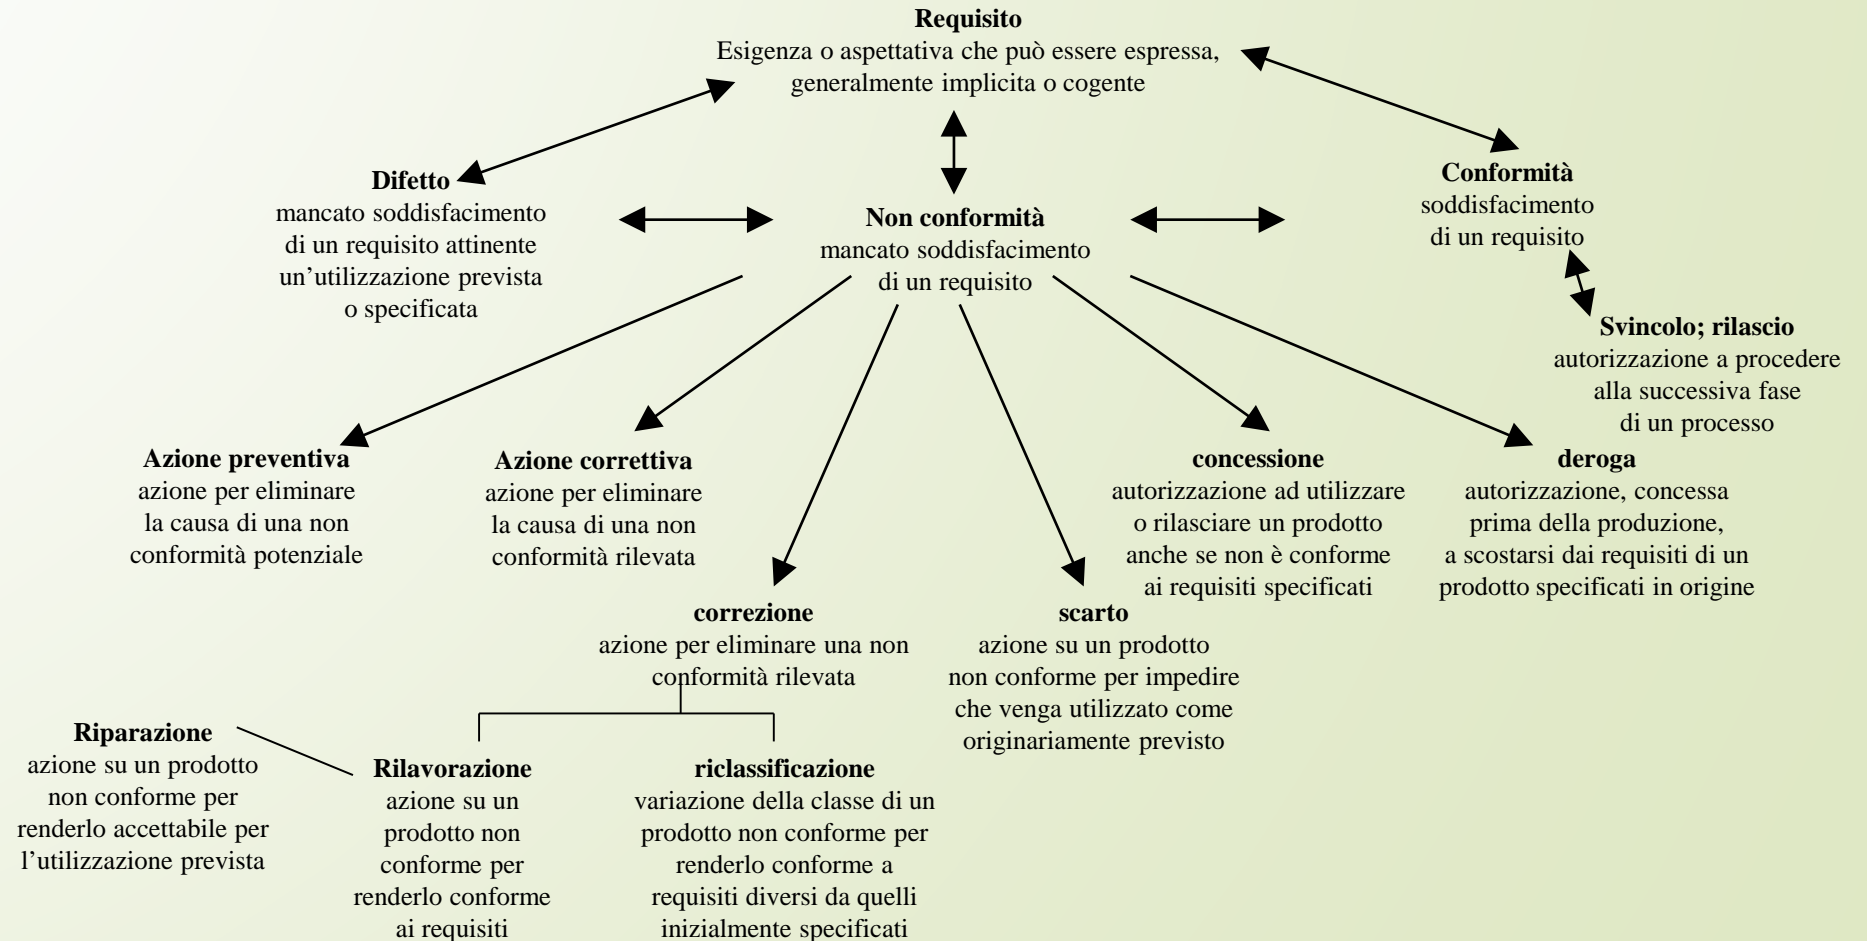 Requisito
Esigenza o aspettativa che può essere espressa,
generalmente implicita o cogente
Difetto
mancato soddisfacimento
di un requisito attinente
un’utilizzazione prevista
o specificata
Non conformità
mancato soddisfacimento
di un requisito
Conformità
soddisfacimento
di un requisito
Svincolo; rilascio
autorizzazione a procedere
alla successiva fase
di un processo
Azione preventiva
azione per eliminare
la causa di una non
conformità potenziale
Azione correttiva
azione per eliminare
la causa di una non
conformità rilevata
concessione
autorizzazione ad utilizzare
o rilasciare un prodotto
anche se non è conforme
ai requisiti specificati
deroga
autorizzazione, concessa
prima della produzione,
a scostarsi dai requisiti di un
prodotto specificati in origine
correzione
azione per eliminare una non
conformità rilevata
scarto
azione su un prodotto
non conforme per impedire
che venga utilizzato come
originariamente previsto
Riparazione
azione su un prodotto
non conforme per
renderlo accettabile per
l’utilizzazione prevista
Rilavorazione
azione su un
prodotto non
conforme per
renderlo conforme
ai requisiti
riclassificazione
variazione della classe di un
prodotto non conforme per
renderlo conforme a
requisiti diversi da quelli
inizialmente specificati